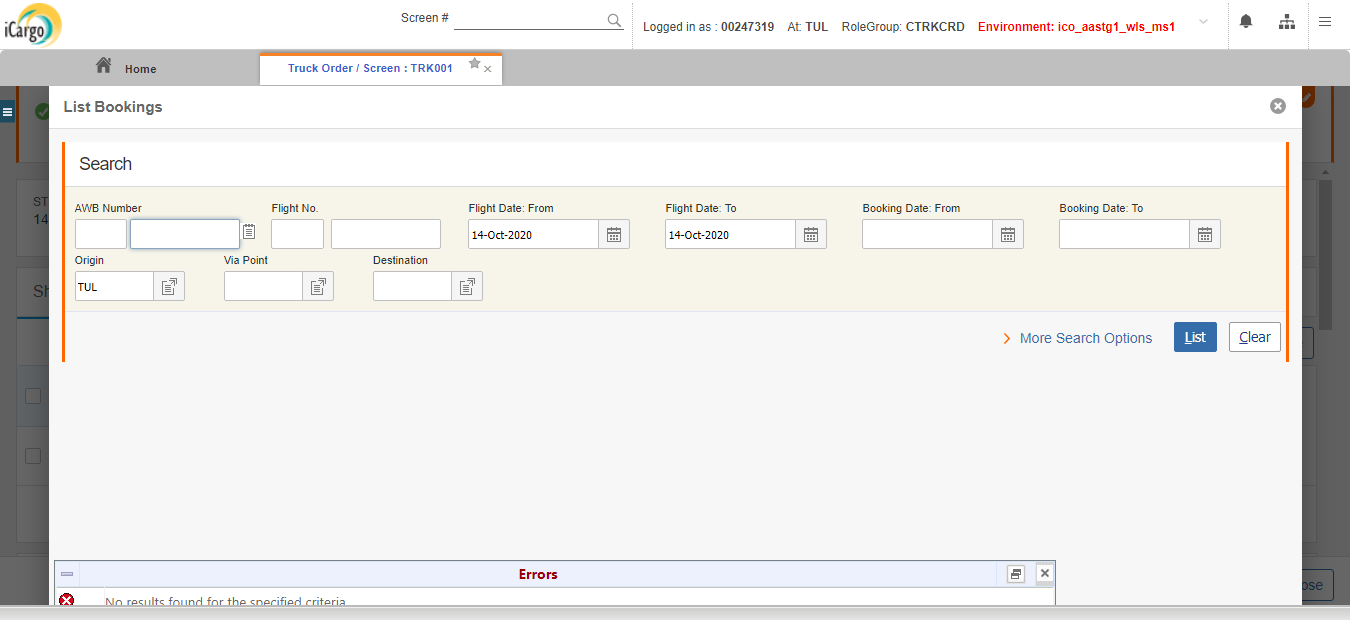 iCargo
Screen #
Logged in as : 00247319 At: TUL RoleGroup: CTRKCRD Environment: ico_aastg1_wls_ms1
Home
Truck Order / Screen : TRK001
List Bookings
Search
AWB Number Flight No. Flight Date: From Flight Date: To Booking Date: From Booking Date: To
14-Oct-2020 14-Oct-2020
Origin Via Point Destination
TUL
More Search Options List Clear
ST
14
Sh
Errors
No results found for the specified criteria
ose